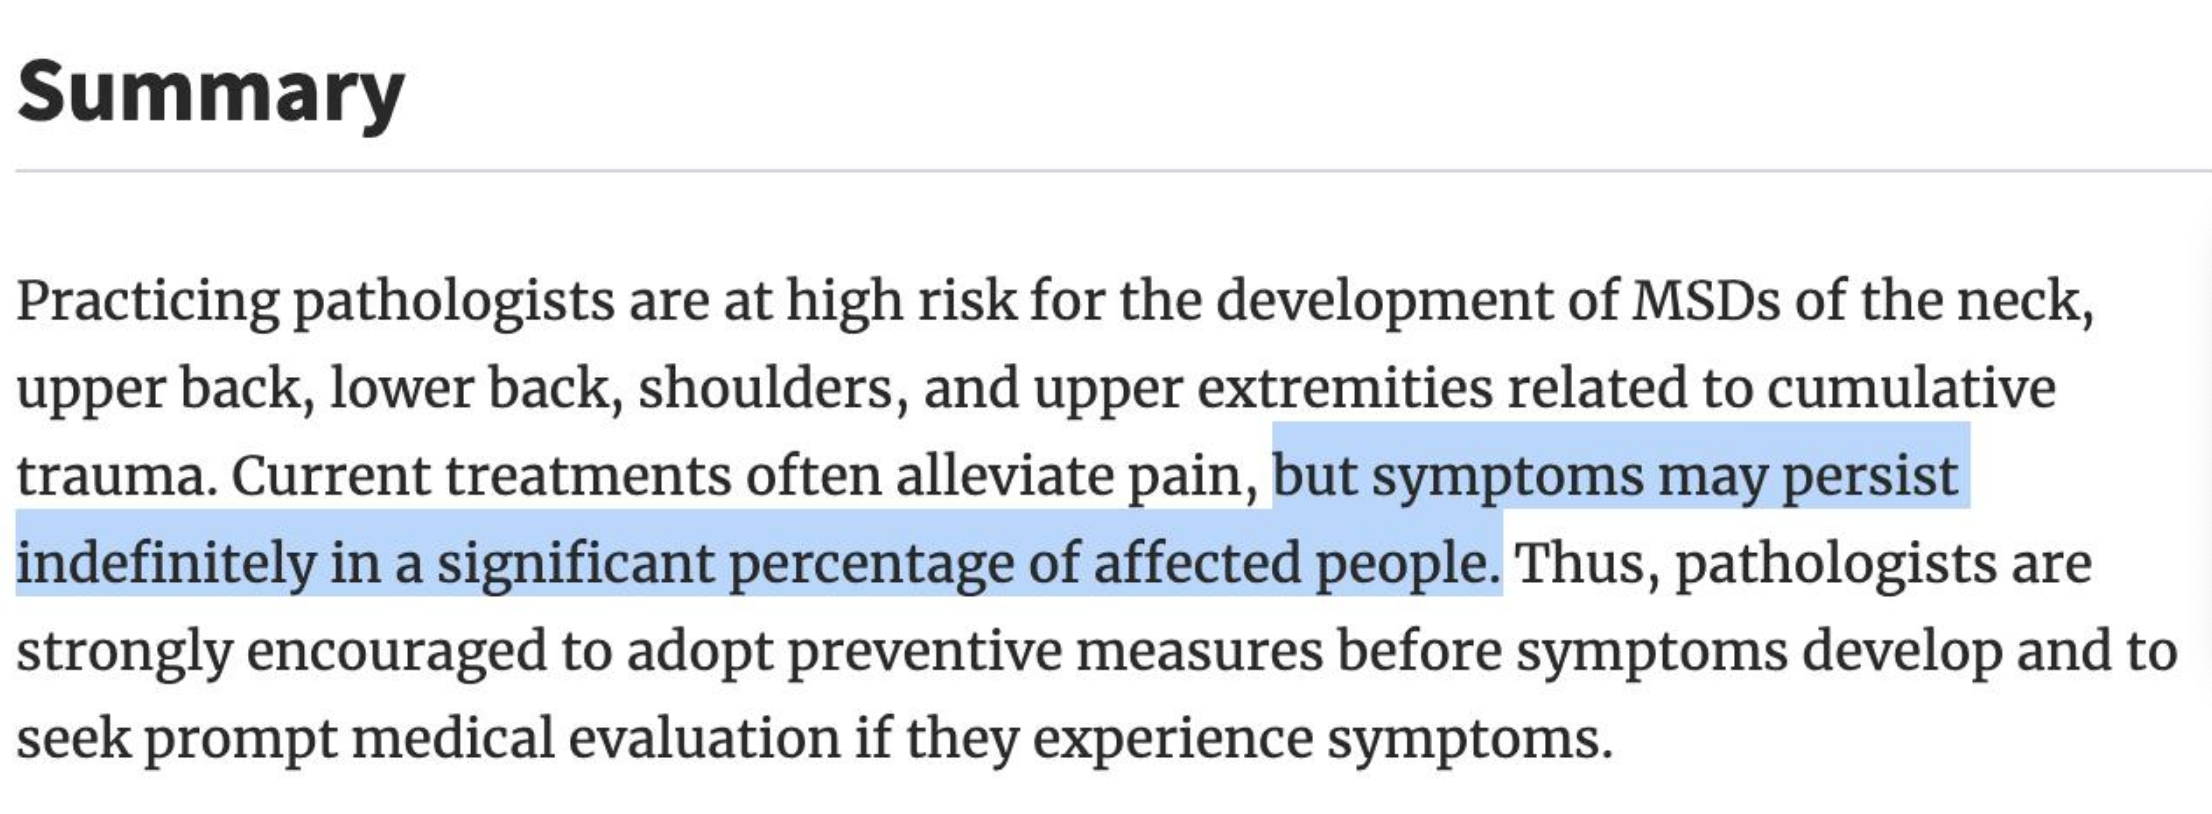 Summary
Practicing pathologists are at high risk for the development of MSDs of the neck,
upper back, lower back, shoulders, and upper extremities related to cumulative
trauma. Current treatments often alleviate pain, but symptoms may persist
indefinitely in a significant percentage of affected people. Thus, pathologists are
strongly encouraged to adopt preventive measures before symptoms develop and to
seek prompt medical evaluation if they experience symptoms.